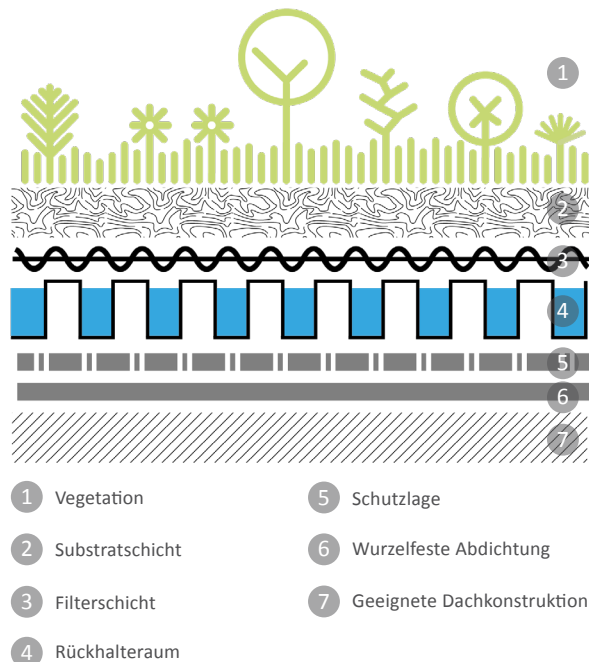 1
2
3
4
5
6
7
1 Vegetation
2 Substratschicht
3 Filterschicht
4 Rückhalteraum
5 Schutzlage
6 Wurzelfeste Abdichtung
7 Geeignete Dachkonstruktion